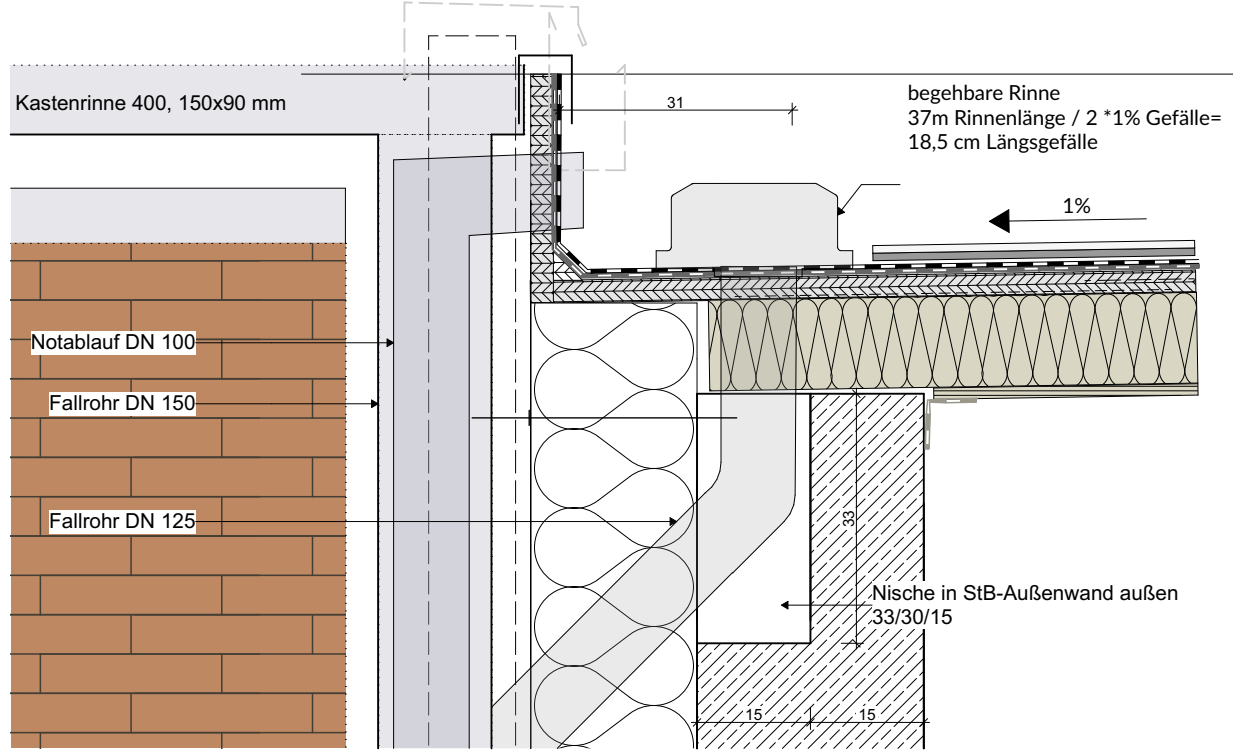 Kastenrinne 400, 150x90 mm
31
begehbare Rinne
37m Rinnenlänge / 2 *1% Gefälle=
18,5 cm Längsgefälle
1%
Notablauf DN 100
Fallrohr DN 150
Fallrohr DN 125
33
Nische in StB-Außenwand außen
33/30/15
15
15